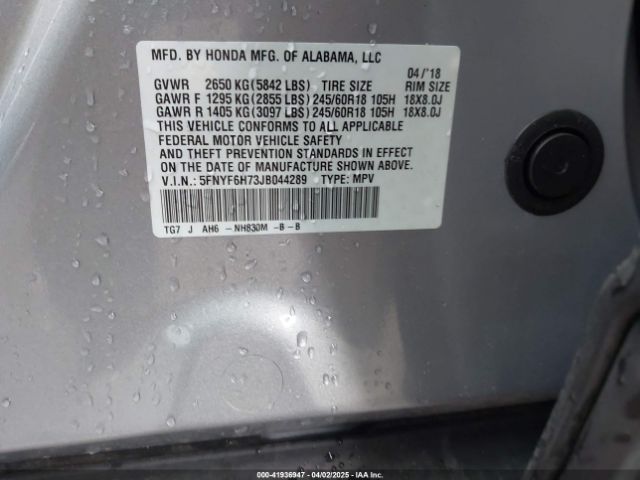 MFD. BY HONDA MFG. OF ALABAMA, LLC
04/'18
GVWR 2650 KG(5842 LBS) TIRE SIZE RIM SIZE
GAWR F 1295 KG(2855 LBS) 245/60R18 105H 18X8.0J
GAWR R 1405 KG(3097 LBS) 245/60R18 105H 18X8.0J
THIS VEHICLE CONFORMS TO ALL APPLICABLE
FEDERAL MOTOR VEHICLE SAFETY
AND THEFT PREVENTION STANDARDS IN EFFECT
ON THE DATE OF MANUFACTURE SHOWN ABOVE.
V.I.N.: 5FNYF6H73JB044289 TYPE: MPV
TG7 J AH6 -NH830M -B-B
00-41936947 - 04/02/2025 - IAAI.COM